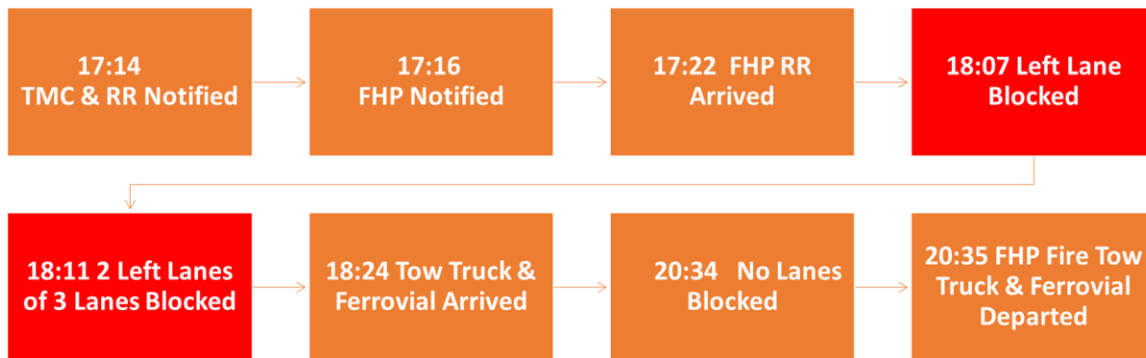 17:14
TMC & RR Notified
17:16
FHP Notified
17:22 FHP RR
Arrived
18:07 Left Lane
Blocked
18:11 2 Left Lanes
of 3 Lanes Blocked
18:24 Tow Truck &
Ferrovial Arrived
20:34 No Lanes
Blocked
20:35 FHP Fire Tow
Truck & Ferrovial
Departed